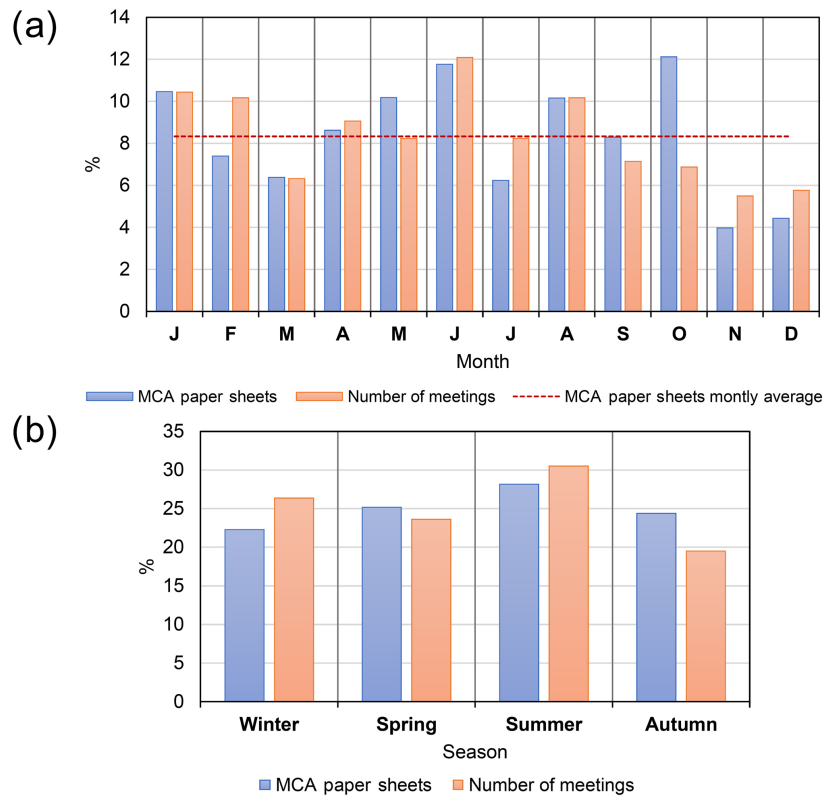 (a)
14
12
10
8
6
4
2
0
%
J F M A M J J A S O N D
Month
MCA paper sheets Number of meetings MCA paper sheets montly average
(b)
35
30
25
20
15
10
5
0
%
Winter Spring Summer Autumn
Season
MCA paper sheets Number of meetings